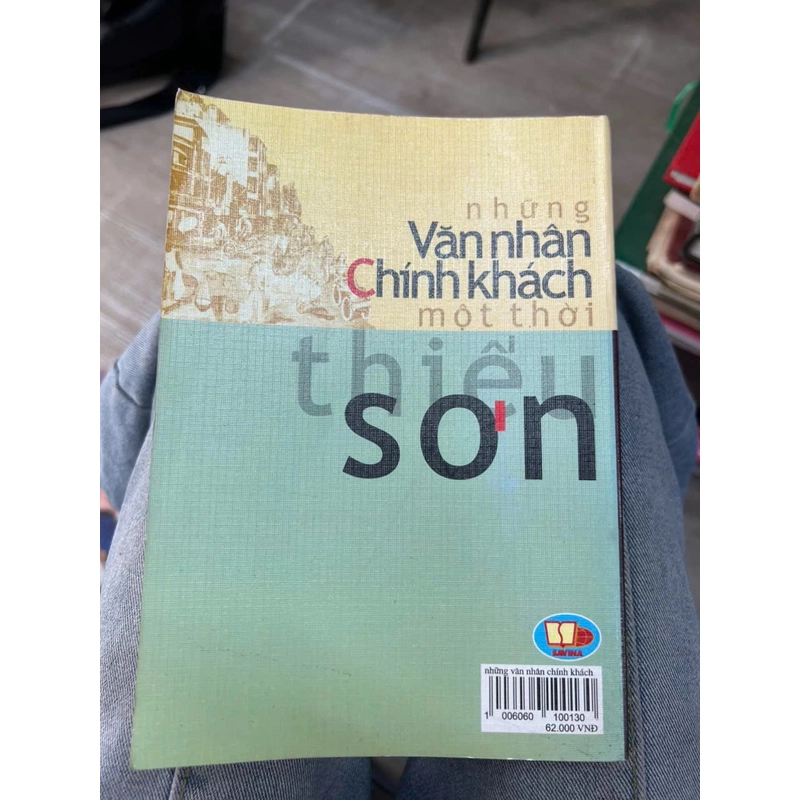 những
Văn nhân
Chính khách
một thời
thiếu
sơn
SAVINA
những văn nhân chính khách
1 006060 100130
62.000 VNĐ